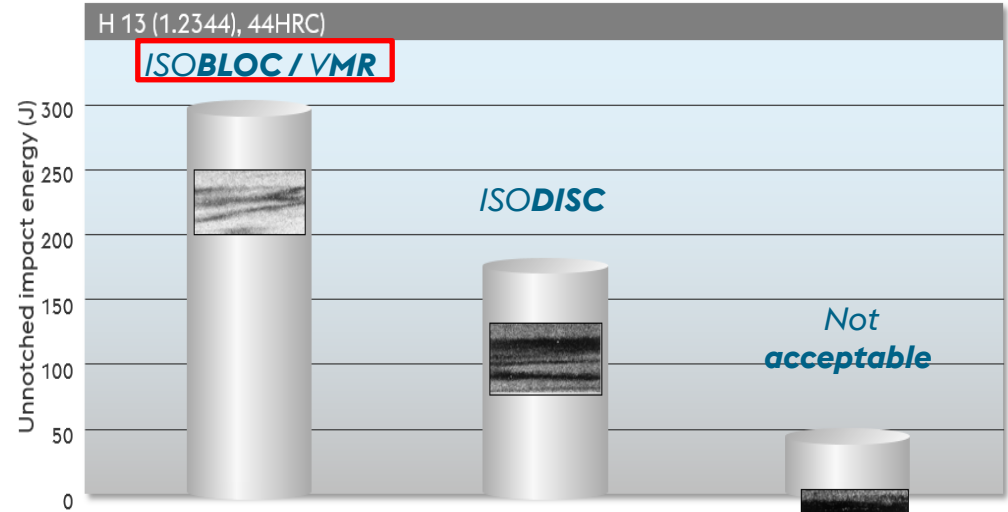 H 13 (1.2344), 44HRC)
ISOBLOC / VMR
Unnotched impact energy (J)
300
250
200
150
100
50
0
ISODISC
Not
acceptable